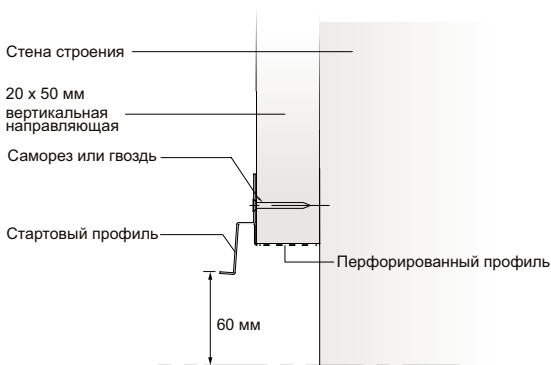 Стена строения
20 х 50 мм
вертикальная
направляющая
Саморез или гвоздь
Стартовый профиль
Перфорированный профиль
60 мм